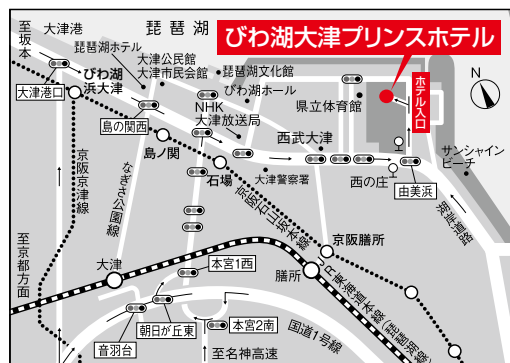 びわ湖大津プリンスホテル
至坂本
大津港
琵琶湖
琵琶湖ホテル
大津公民館
大津市民会館
琵琶湖文化館
びわ湖ホール
県立体育館
ホテル入口
N
大津港口
びわ湖
浜大津
島の関西
NHK
大津放送局
西武大津
サンシャイン
ビーチ
島ノ関
石場
大津警察署
西の庄
由美浜
京阪京津線
なぎさ公園線
京阪石山坂本線
湖岸道路
至京都方面
京阪膳所
大津
本宮1西
膳所
JR東海道本線(琵琶湖線)
朝日が丘東
音羽台
本宮2南
国道1号線
至名神高速